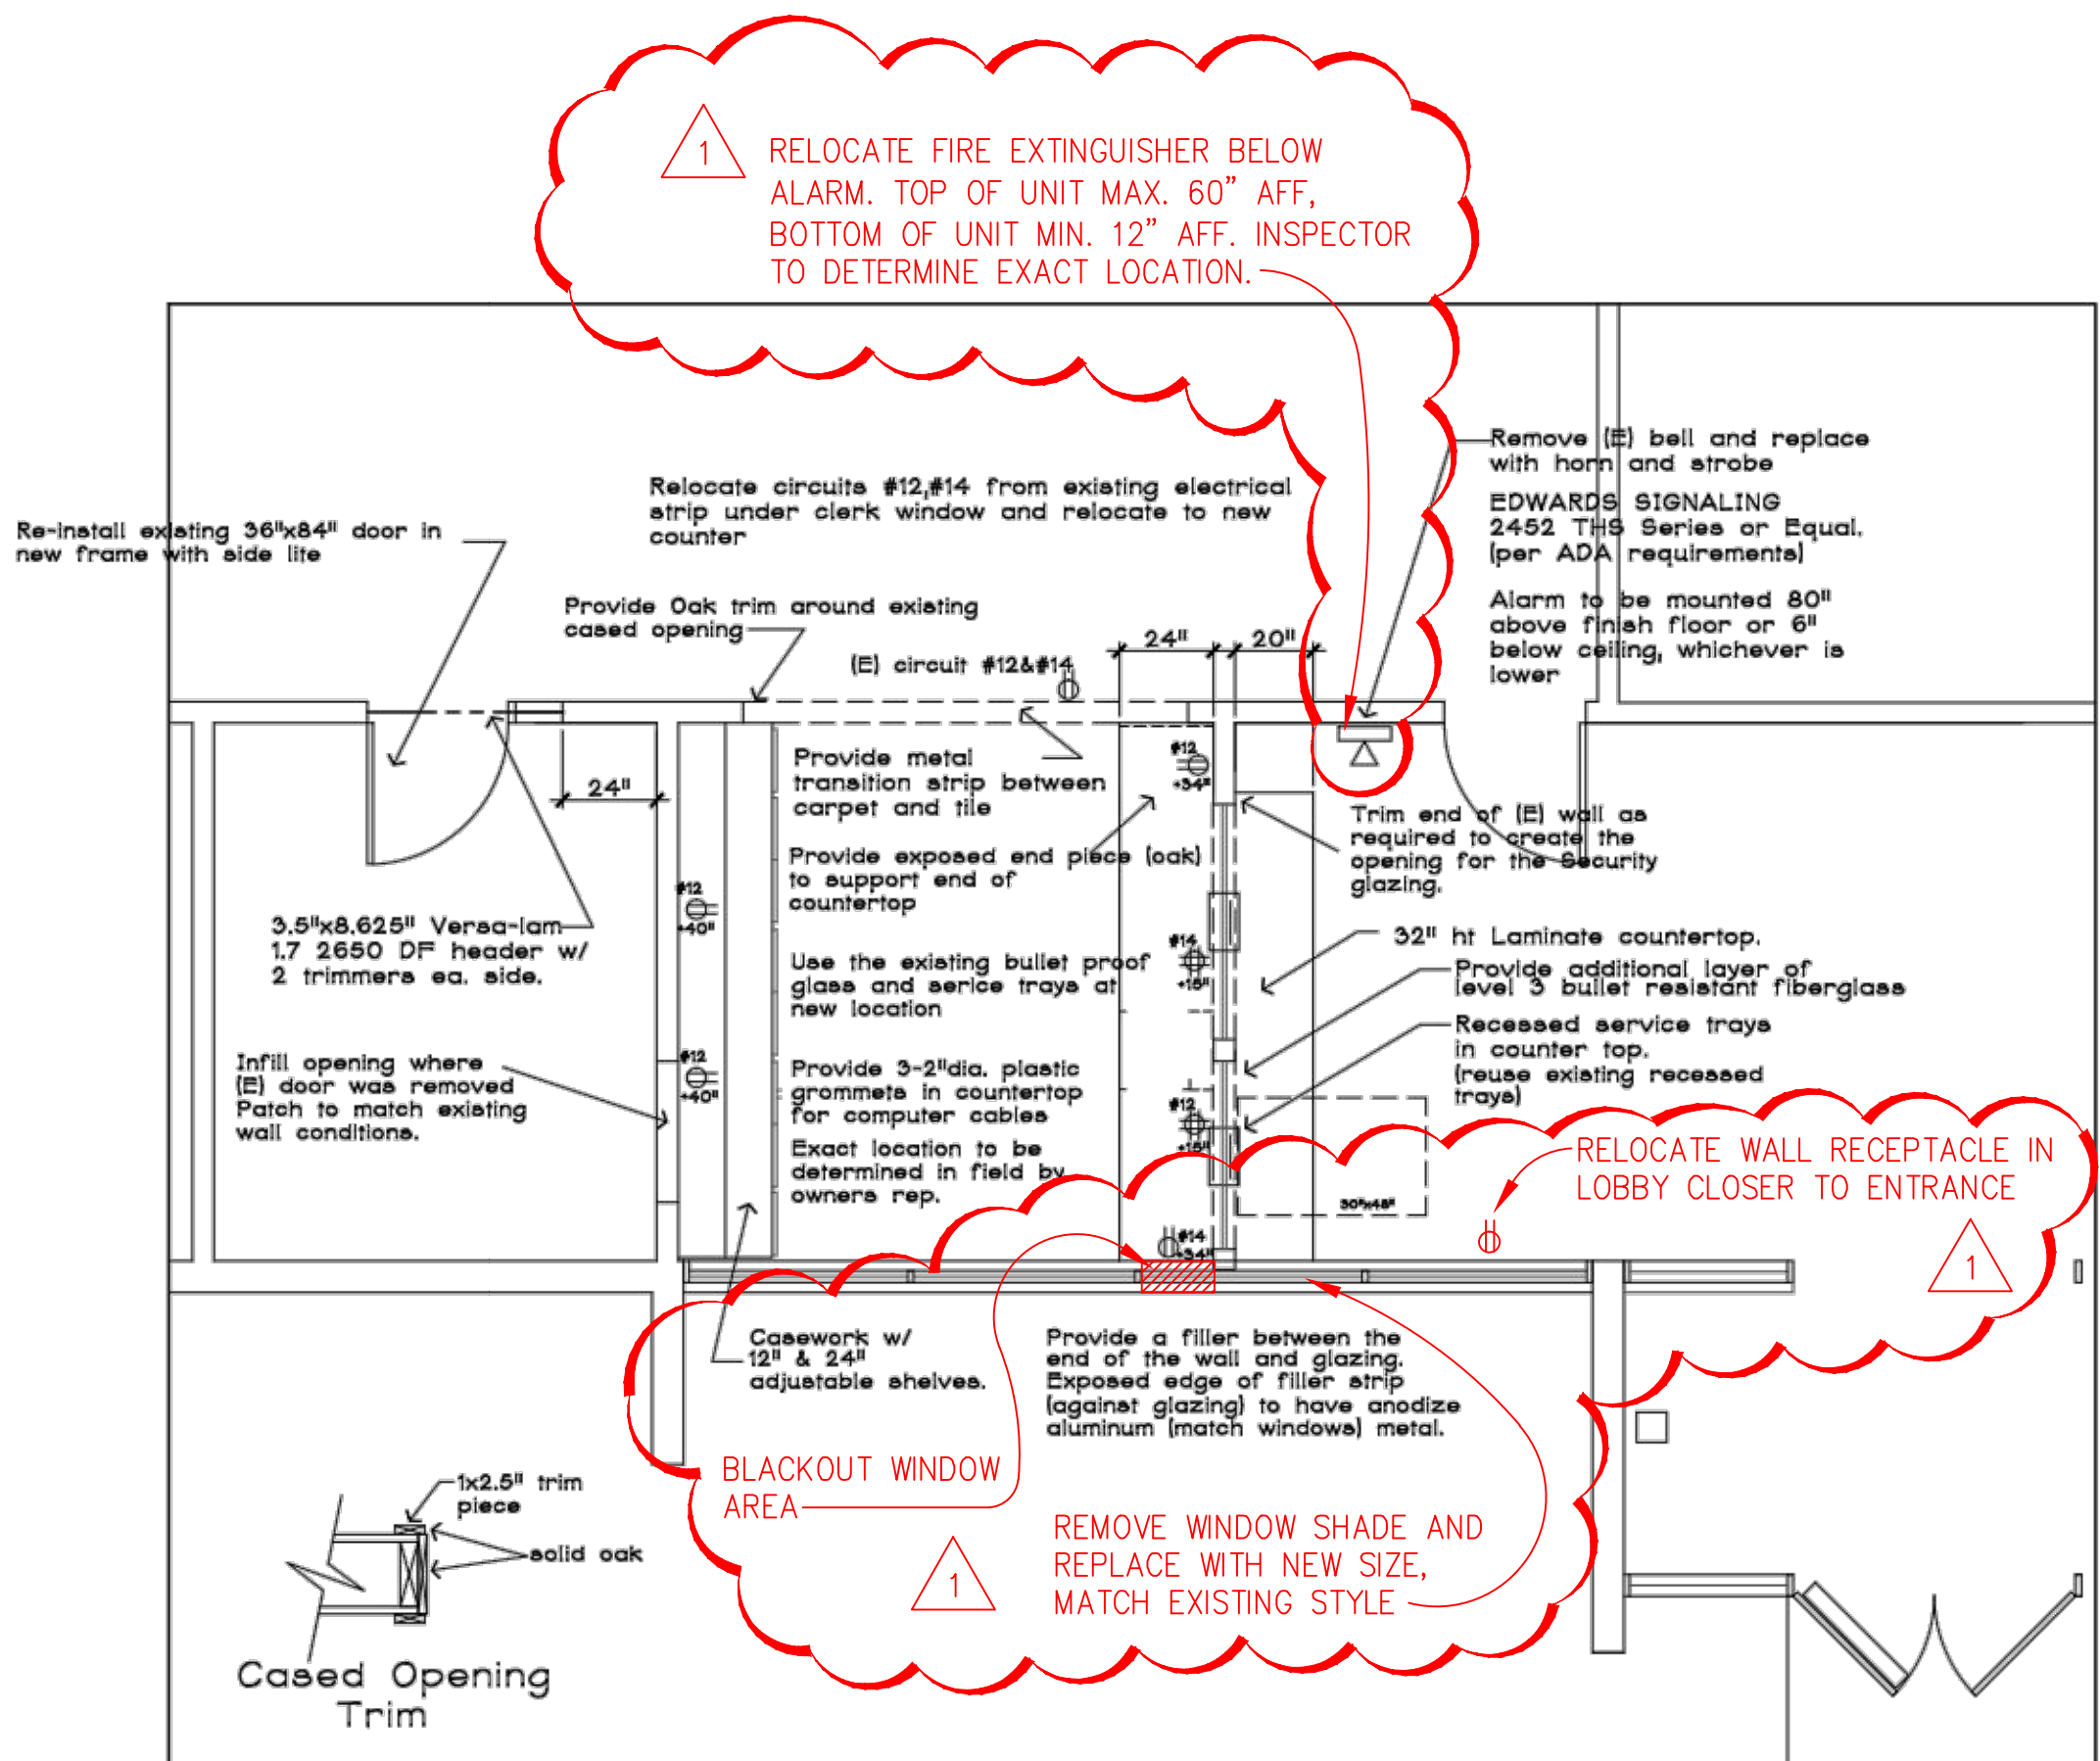 1
RELOCATE FIRE EXTINGUISHER BELOW
ALARM. TOP OF UNIT MAX. 60" AFF,
BOTTOM OF UNIT MIN. 12" AFF. INSPECTOR
TO DETERMINE EXACT LOCATION.
Remove (E) bell and replace
with horn and strobe
EDWARDS SIGNALING
2452 THS Series or Equal.
(per ADA requirements)
Alarm to be mounted 80"
above finish floor or 6"
below ceiling, whichever is
lower
Relocate circuits #12,#14 from existing electrical
strip under clerk window and relocate to new
counter
Re-install existing 36"x84" door in
new frame with side lite
Provide Oak trim around existing
cased opening
(E) circuit #12&#14
24"
20"
24"
Provide metal
transition strip between
carpet and tile
#12
+34"
Trim end of (E) wall as
required to create the
opening for the Security
glazing.
Provide exposed end piece (oak)
to support end of
countertop
#12
+40"
3.5"x8.625" Versa-lam
1.7 2650 DF header w/
2 trimmers ea. side.
32" ht Laminate countertop.
#14
+15"
Use the existing bullet proof
glass and serice trays at
new location
Provide additional layer of
level 3 bullet resistant fiberglass
Recessed service trays
in counter top.
(reuse existing recessed
trays)
Infill opening where
(E) door was removed
Patch to match existing
wall conditions.
#12
+40"
Provide 3-2"dia. plastic
grommets in countertop
for computer cables
Exact location to be
determined in field by
owners rep.
#12
+15"
30"x48"
RELOCATE WALL RECEPTACLE IN
LOBBY CLOSER TO ENTRANCE
1
#14
+34"
Casework w/
12" & 24"
adjustable shelves.
Provide a filler between the
end of the wall and glazing.
Exposed edge of filler strip
(against glazing) to have anodize
aluminum (match windows) metal.
BLACKOUT WINDOW
AREA
1
REMOVE WINDOW SHADE AND
REPLACE WITH NEW SIZE,
MATCH EXISTING STYLE
1x2.5" trim
piece
solid oak
Cased Opening
Trim